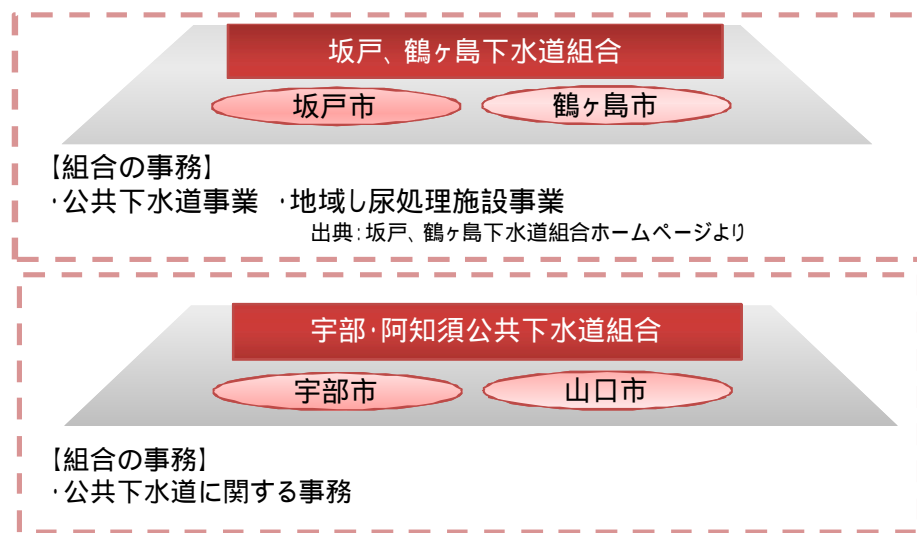 坂戸、鶴ヶ島下水道組合
坂戸市 鶴ヶ島市
【組合の事務】
・公共下水道事業 ・地域し尿処理施設事業
出典：坂戸、鶴ヶ島下水道組合ホームページより
宇部・阿知須公共下水道組合
宇部市 山口市
【組合の事務】
・公共下水道に関する事務